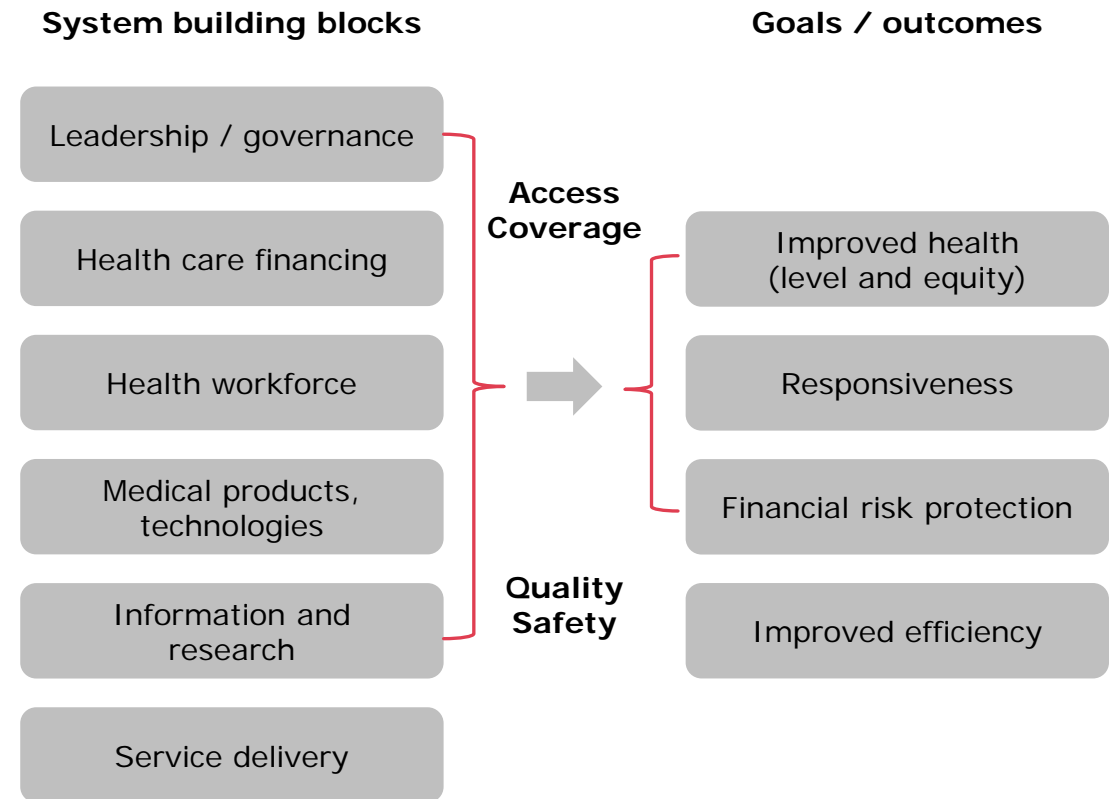 System building blocks
Goals / outcomes
Leadership / governance
Health care financing
Health workforce
Medical products,
technologies
Information and
research
Service delivery
Access
Coverage
Quality
Safety
Improved health
(level and equity)
Responsiveness
Financial risk protection
Improved efficiency